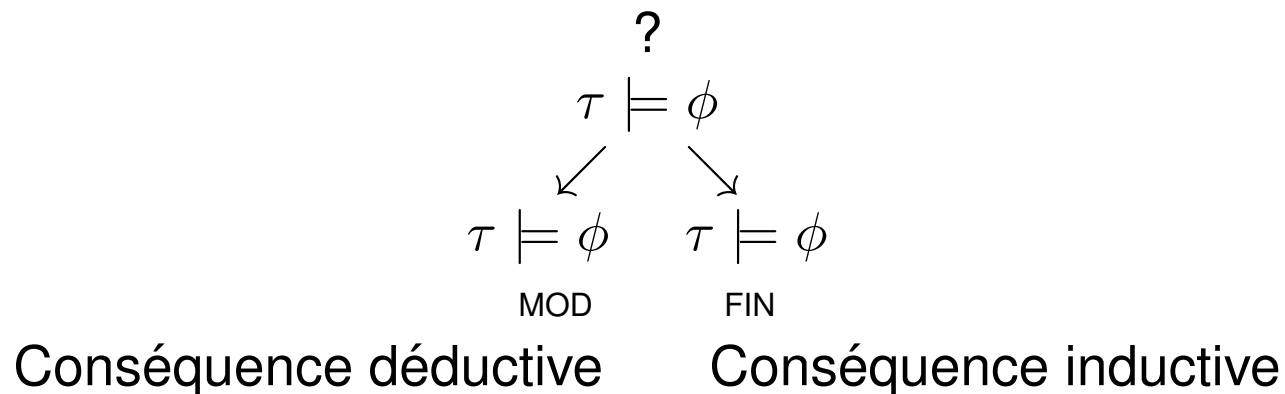 ?
τ ⊨ ϕ
τ ⊨ ϕ τ ⊨ ϕ
MOD FIN
Conséquence déductive Conséquence inductive